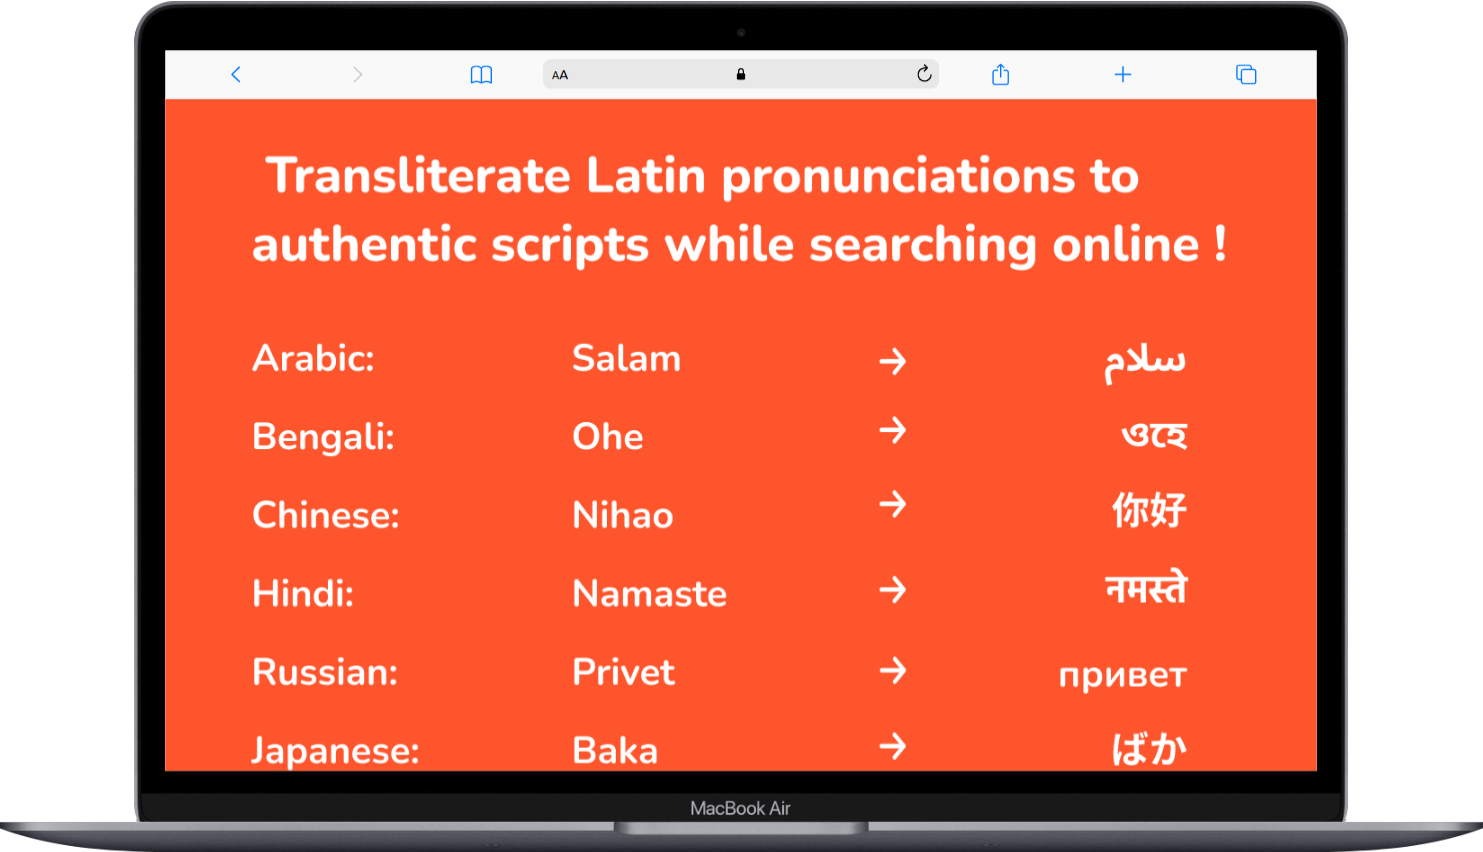 AA
Transliterate Latin pronunciations to
authentic scripts while searching online !
Arabic: Salam → سلام
Bengali: Ohe → ওহে
Chinese: Nihao → 你好
Hindi: Namaste → नमस्ते
Russian: Privet → привет
Japanese: Baka → ばか
MacBook Air